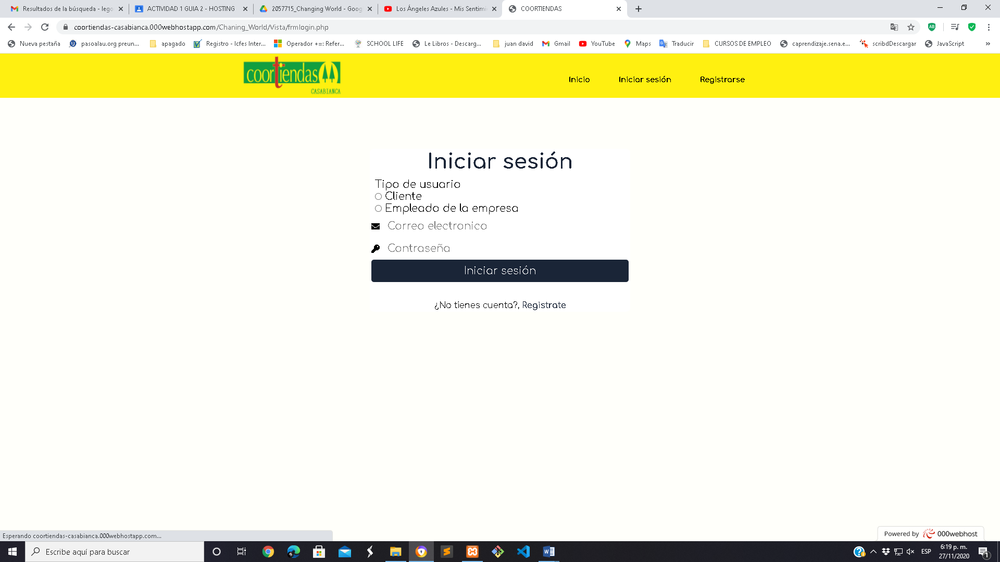 Resultados de la búsqueda - lego
ACTIVIDAD 1 GUIA 2 - HOSTING
2057715_Changing World - Goog
Los Ángeles Azules - Mis Sentimi
COORTIENDAS
coortiendas-casabianca.000webhostapp.com/Chaning_World/Vista/frmlogin.php
Nueva pestaña
pasoalau.org preun...
apagado
Registro - Icfes Inter...
Operador +=: Refer...
SCHOOL LIFE
Le Libros - Descarg...
juan david
Gmail
YouTube
Maps
Traducir
CURSOS DE EMPLEO
caprendizaje.sena.e...
scribdDescargar
JavaScript
»
coortiendas
CASABIANCA
Inicio
Iniciar sesión
Registrarse
Iniciar sesión
Tipo de usuario
Cliente
Empleado de la empresa
Correo electronico
Contraseña
Iniciar sesión
¿No tienes cuenta?, Registrate
Esperando coortiendas-casabianca.000webhostapp.com...
Powered by 000webhost
Escribe aquí para buscar
ESP
6:19 p. m.
27/11/2020
1